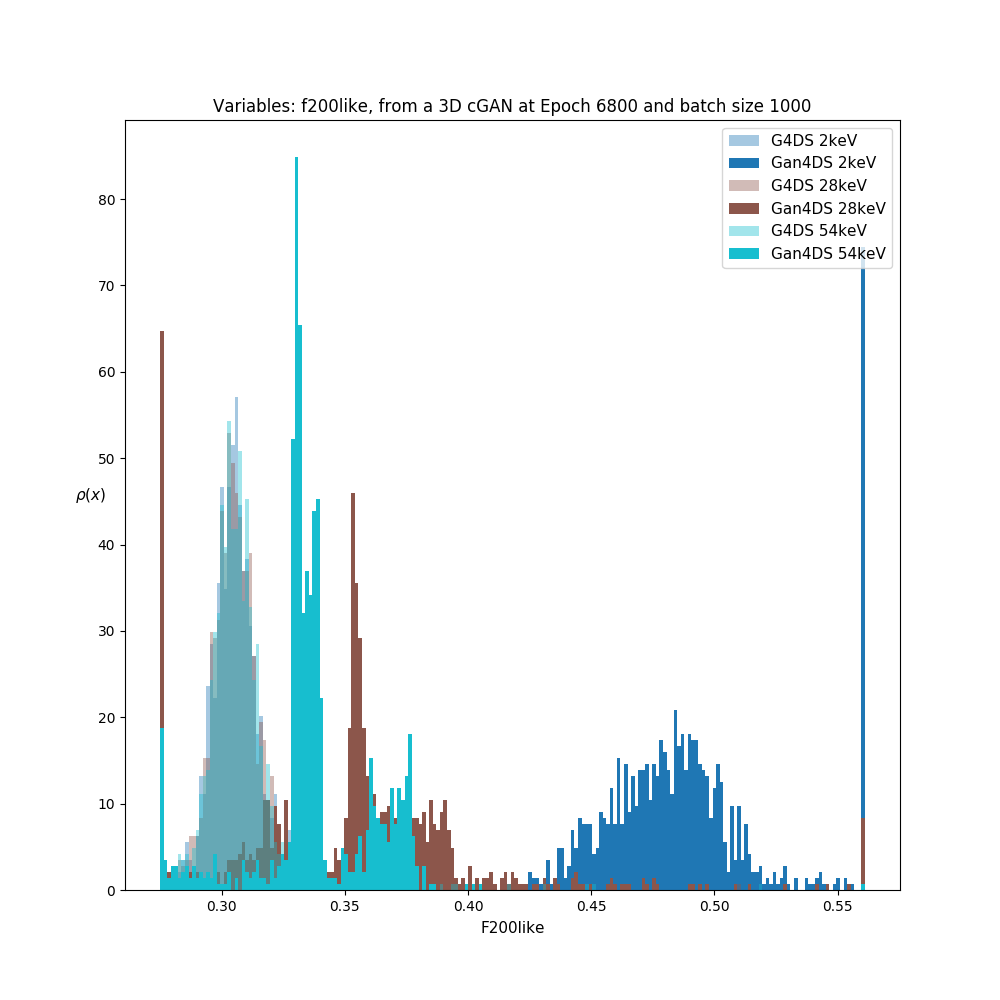 Variables: f200like, from a 3D cGAN at Epoch 6800 and batch size 1000
G4DS 2keV
Gan4DS 2keV
G4DS 28keV
Gan4DS 28keV
G4DS 54keV
Gan4DS 54keV
80
70
60
50
ρ(x)
40
30
20
10
0
0.30 0.35 0.40 0.45 0.50 0.55
F200like